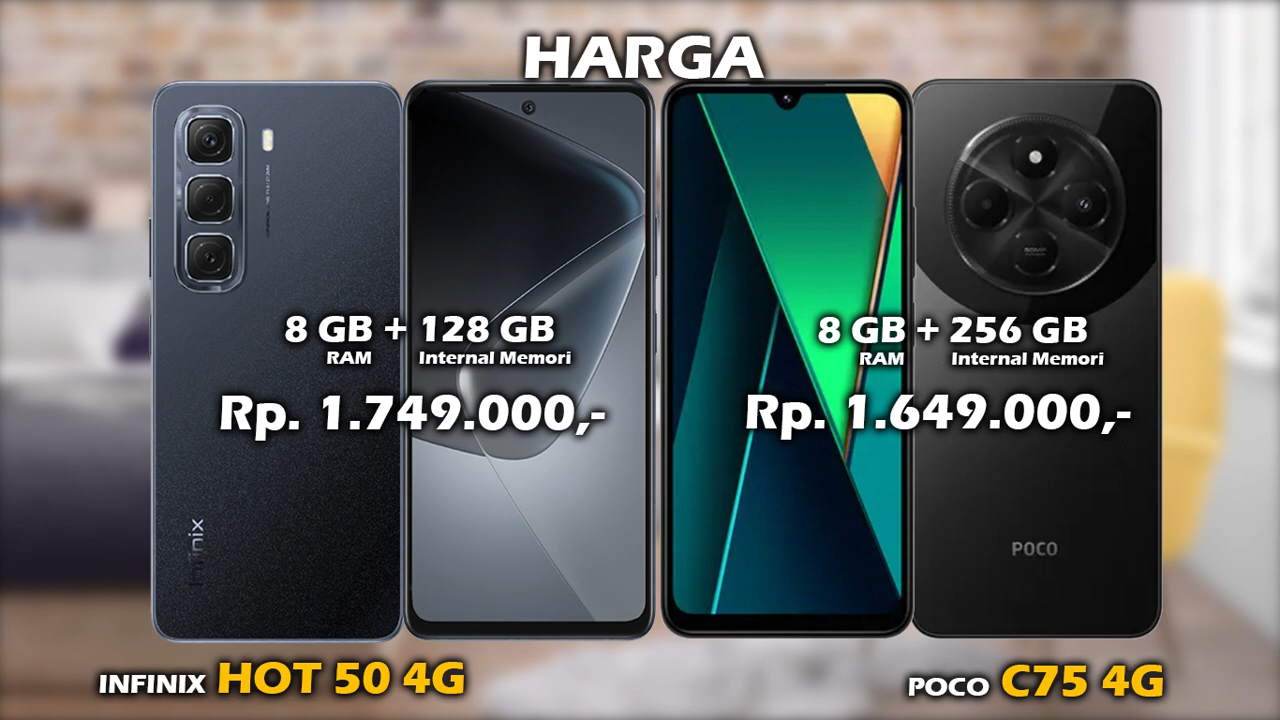 HARGA
8 GB + 128 GB
RAM Internal Memori
Rp. 1.749.000,-
8 GB + 256 GB
RAM Internal Memori
Rp. 1.649.000,-
Infinix
POCO
50MP
INFINIX HOT 50 4G
POCO C75 4G